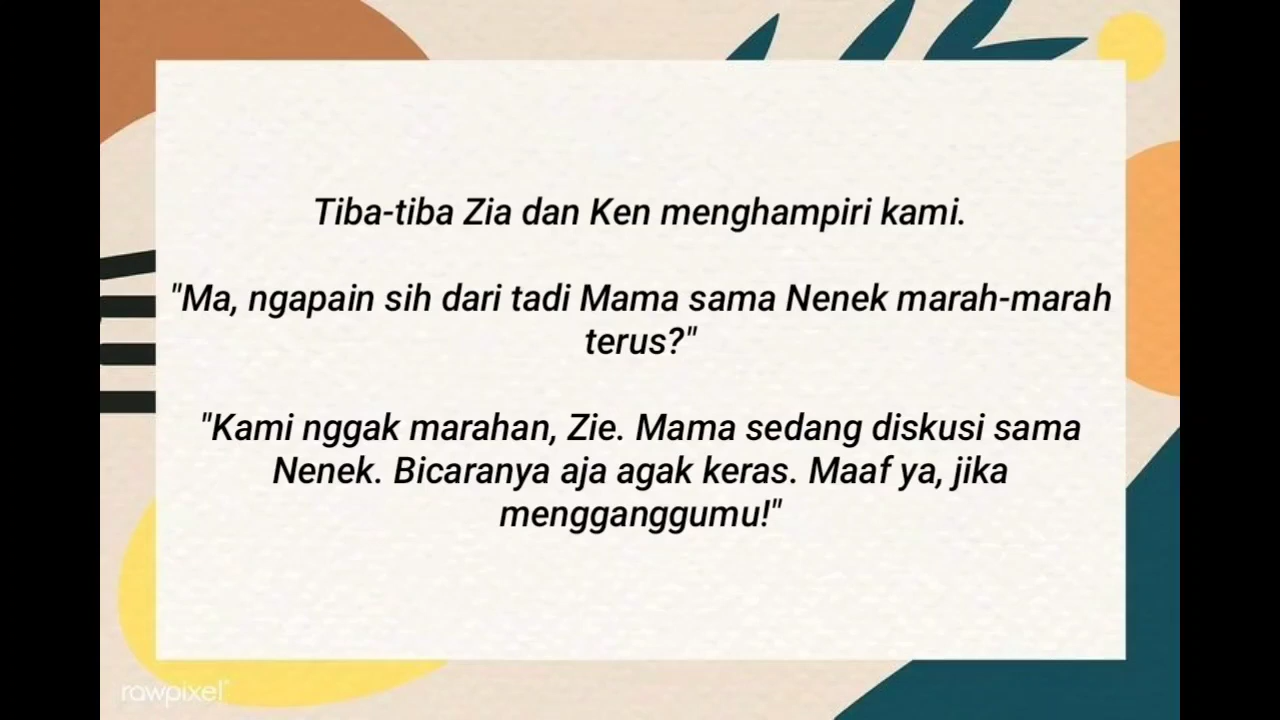 Tiba-tiba Zia dan Ken menghampiri kami.
"Ma, ngapain sih dari tadi Mama sama Nenek marah-marah
terus?"
"Kami nggak marahan, Zie. Mama sedang diskusi sama
Nenek. Bicaranya aja agak keras. Maaf ya, jika
mengganggumu!"
rawpixel